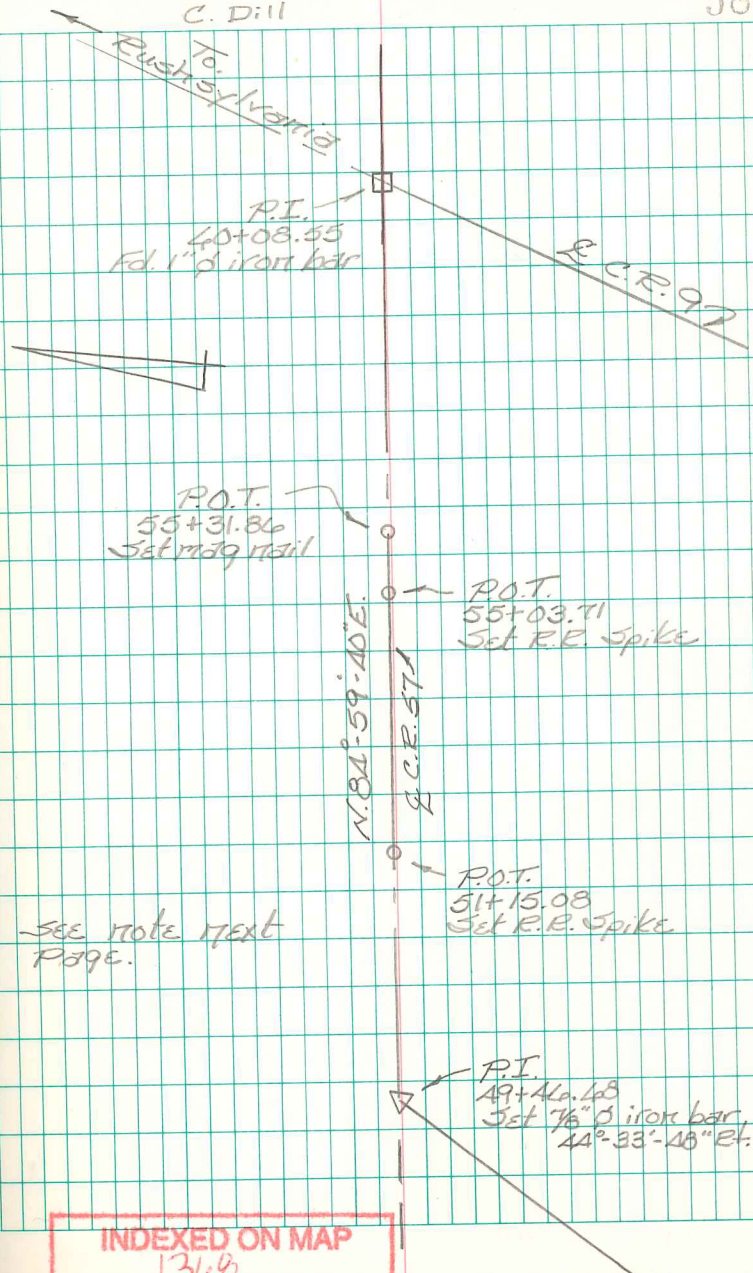 C. Dill
To
Rushsylvania
P.I.
60+08.55
Fd. 1"ø iron bar
℄ C.R. 97
P.O.T.
55+31.86
Set mag nail
P.O.T.
55+03.71
Set R.R. Spike
N.84°-59'-40"E.
℄ C.R. 57
P.O.T.
51+15.08
Set R.R. Spike
See note next
Page.
P.I.
49+46.68
Set 7/8"ø iron bar
44°-33'-48" Rt.
INDEXED ON MAP